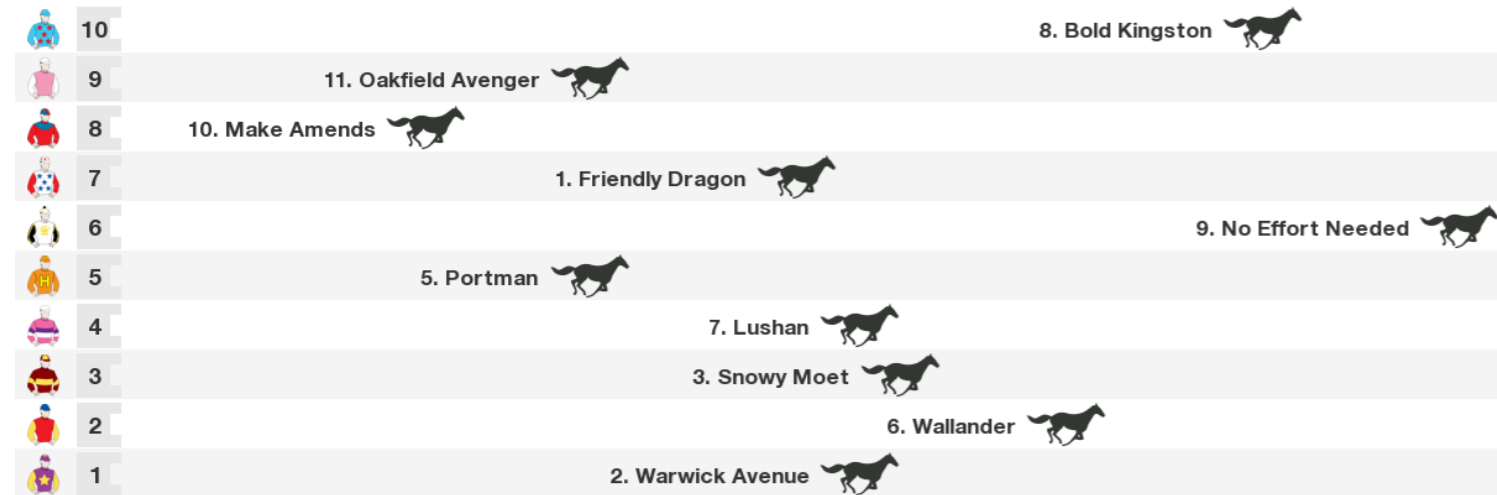 10 8. Bold Kingston
9 11. Oakfield Avenger
8 10. Make Amends
7 1. Friendly Dragon
6 9. No Effort Needed
5 H 5. Portman
4 7. Lushan
3 3. Snowy Moet
2 6. Wallander
1 2. Warwick Avenue